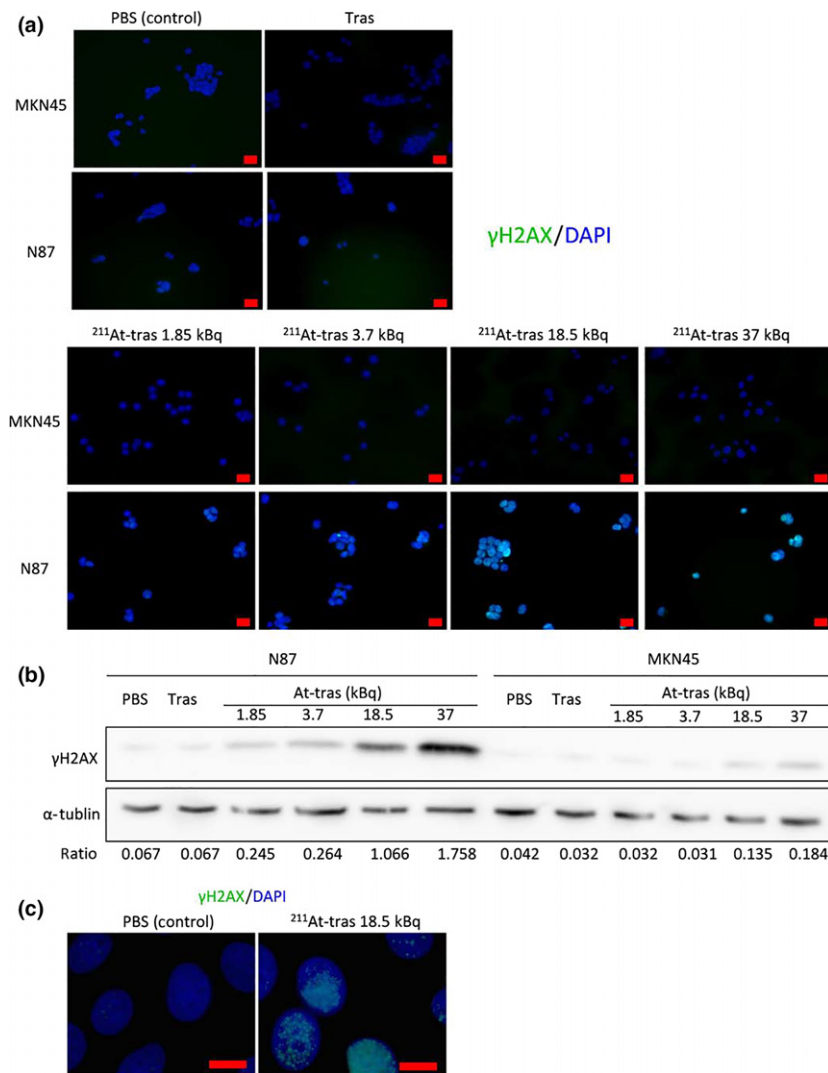 (a)
PBS (control) Tras
MKN45
N87
γH2AX/DAPI
²¹¹At-tras 1.85 kBq ²¹¹At-tras 3.7 kBq ²¹¹At-tras 18.5 kBq ²¹¹At-tras 37 kBq
MKN45
N87
(b)
N87 MKN45
PBS Tras At-tras (kBq) PBS Tras At-tras (kBq)
1.85 3.7 18.5 37 1.85 3.7 18.5 37
γH2AX
α-tublin
Ratio 0.067 0.067 0.245 0.264 1.066 1.758 0.042 0.032 0.032 0.031 0.135 0.184
(c)
γH2AX/DAPI
PBS (control) ²¹¹At-tras 18.5 kBq